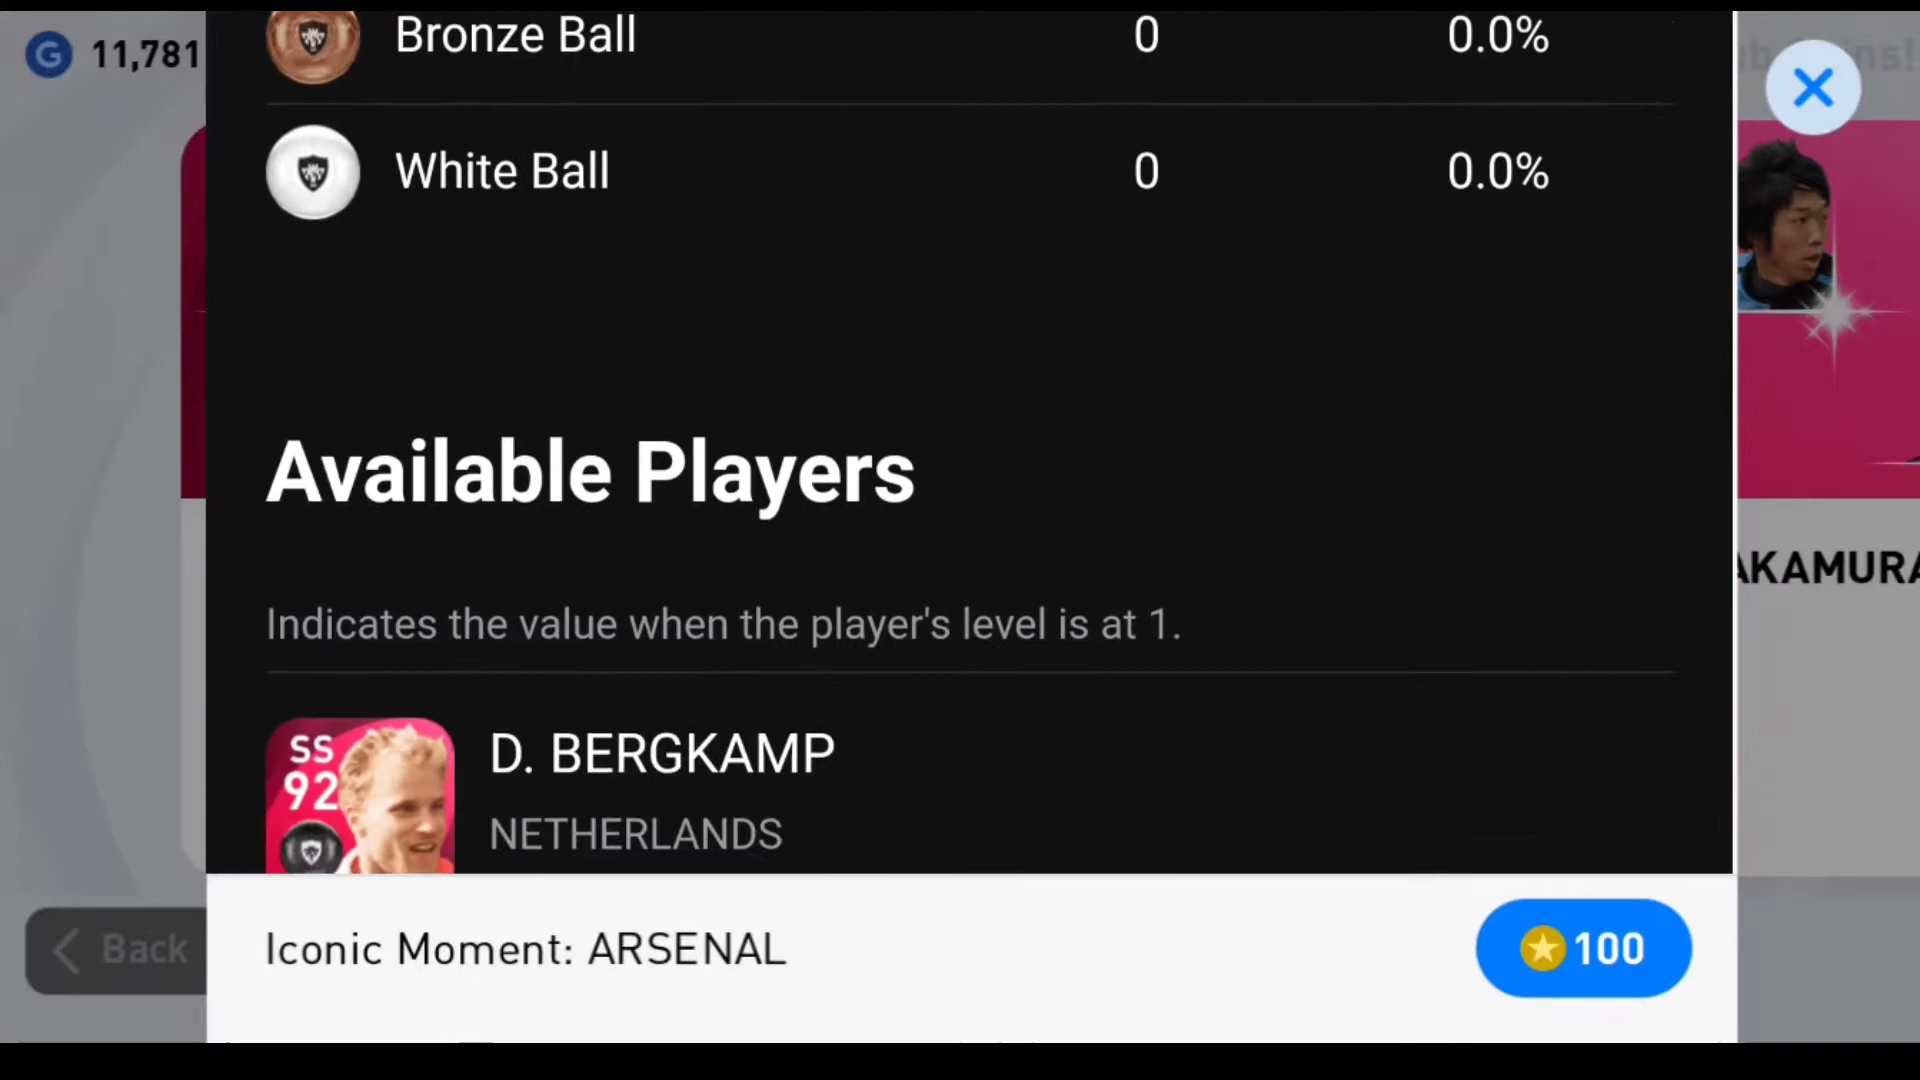 11,781
Bronze Ball 0 0.0%
White Ball 0 0.0%
Available Players
Indicates the value when the player's level is at 1.
AKAMURA
SS
92
D. BERGKAMP
NETHERLANDS
Back
Iconic Moment: ARSENAL
100